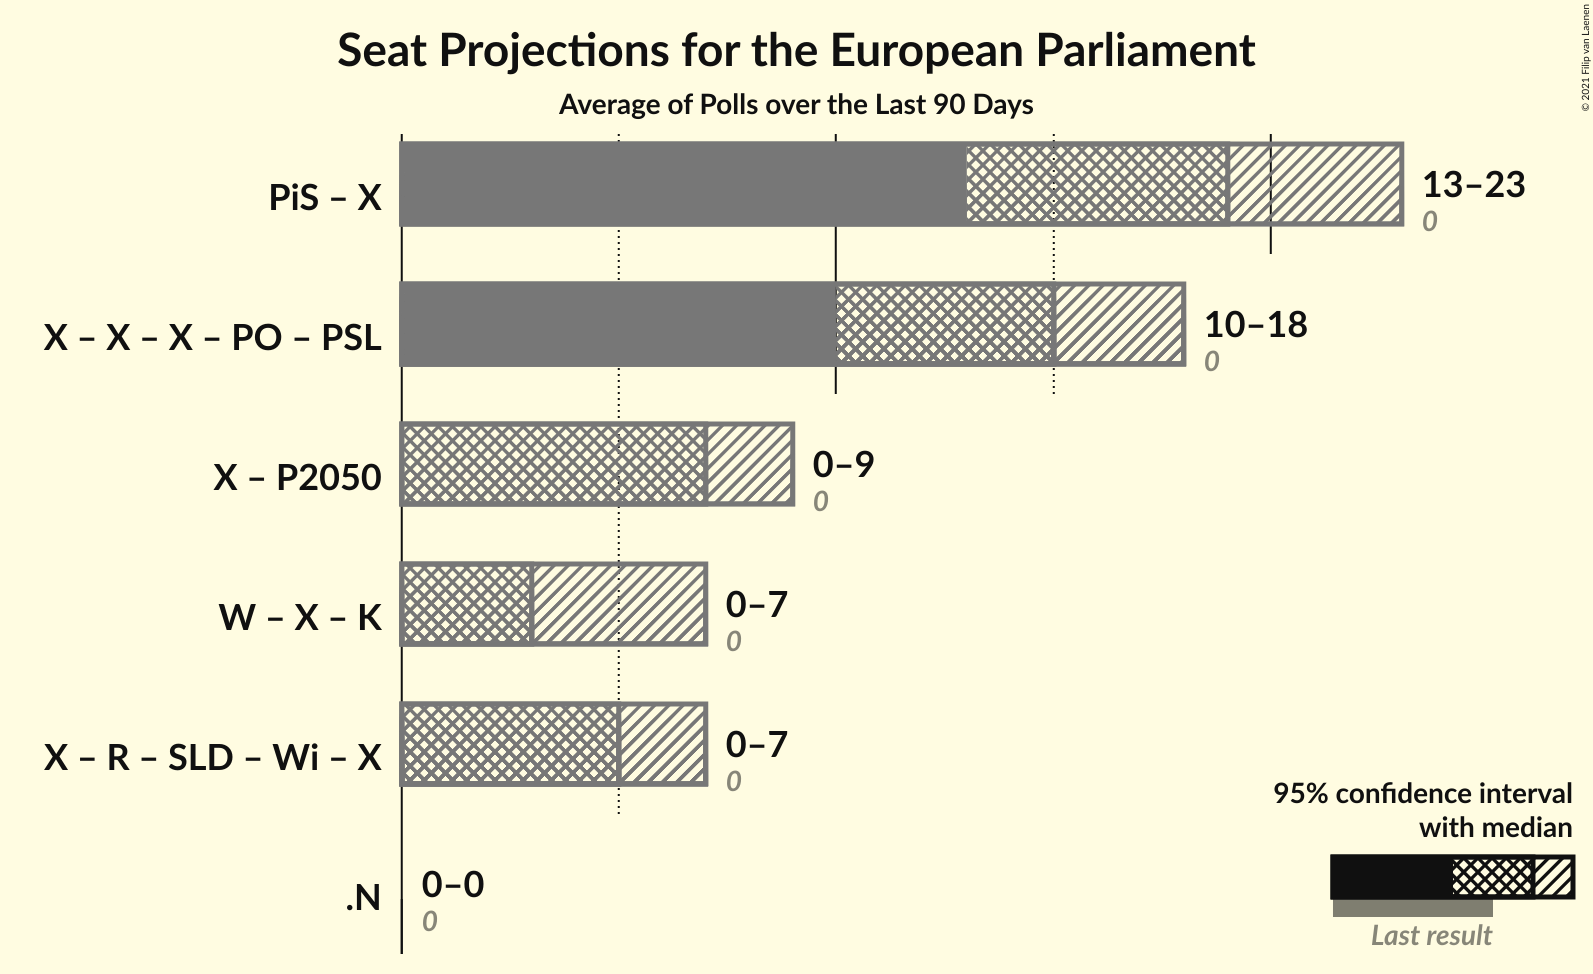 Seat Projections for the European Parliament
Average of Polls over the Last 90 Days
© 2021 Filip van Laenen
PiS – X
13–23
0
X – X – X – PO – PSL
10–18
0
X – P2050
0–9
0
W – X – K
0–7
0
X – R – SLD – Wi – X
0–7
0
.N
0–0
0
95% confidence interval
with median
Last result